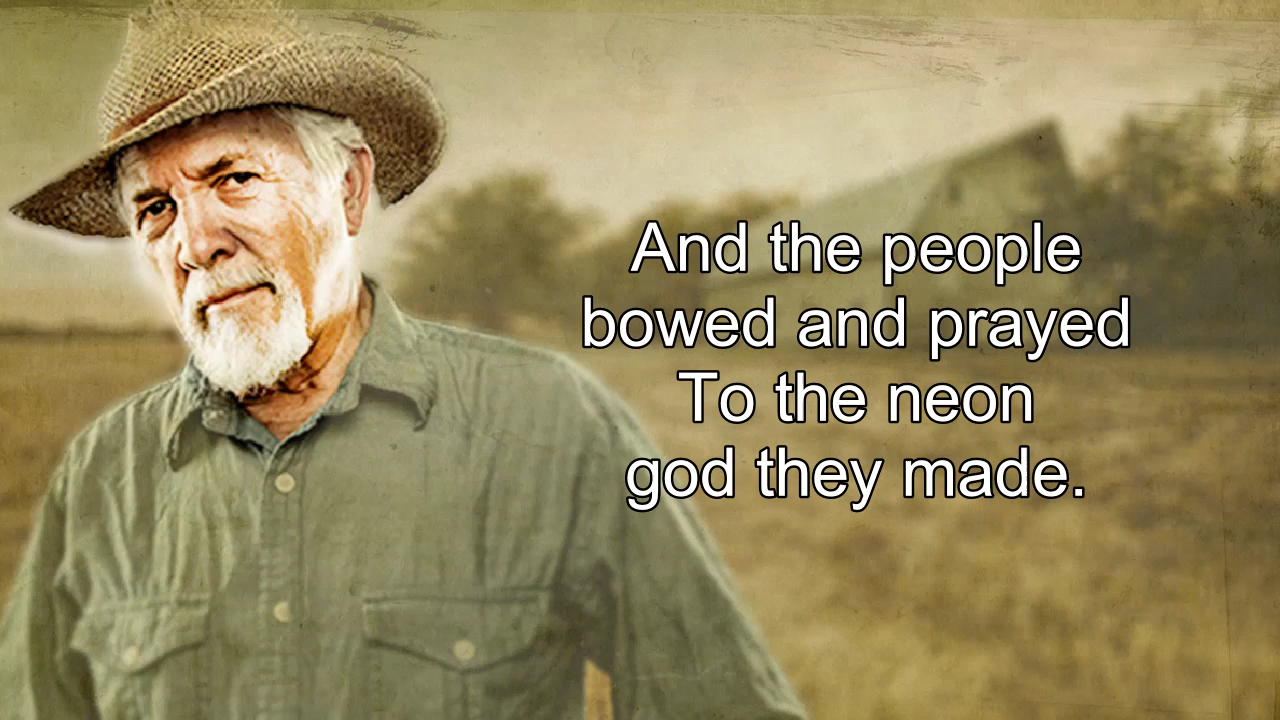 And the people
bowed and prayed
To the neon
god they made.